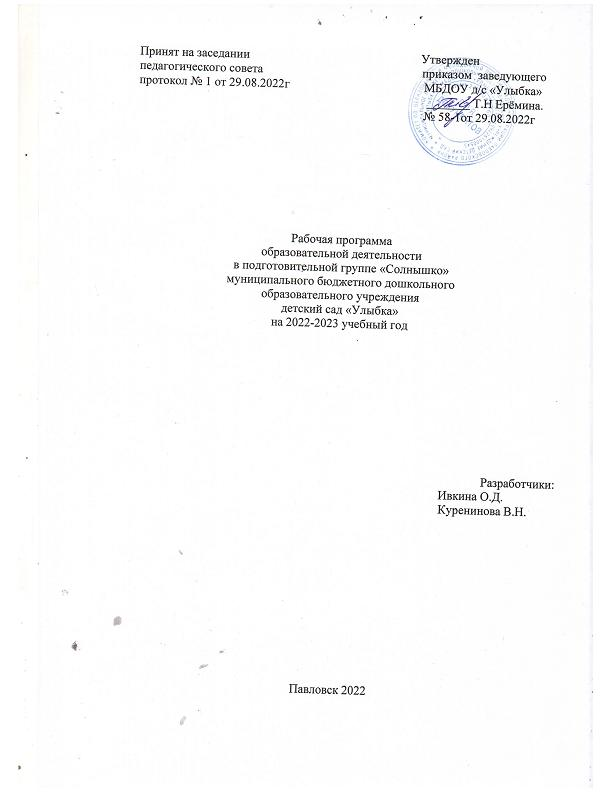 Принят на заседании
педагогического совета
протокол № 1 от 29.08.2022г
Утвержден
приказом заведующего
МБДОУ д/с «Улыбка»
Г.Н Ерёмина.
№ 58-1от 29.08.2022г
Рабочая программа
образовательной деятельности
в подготовительной группе «Солнышко»
муниципального бюджетного дошкольного
образовательного учреждения
детский сад «Улыбка»
на 2022-2023 учебный год
Разработчики:
Ивкина О.Д.
Куренинова В.Н.
Павловск 2022